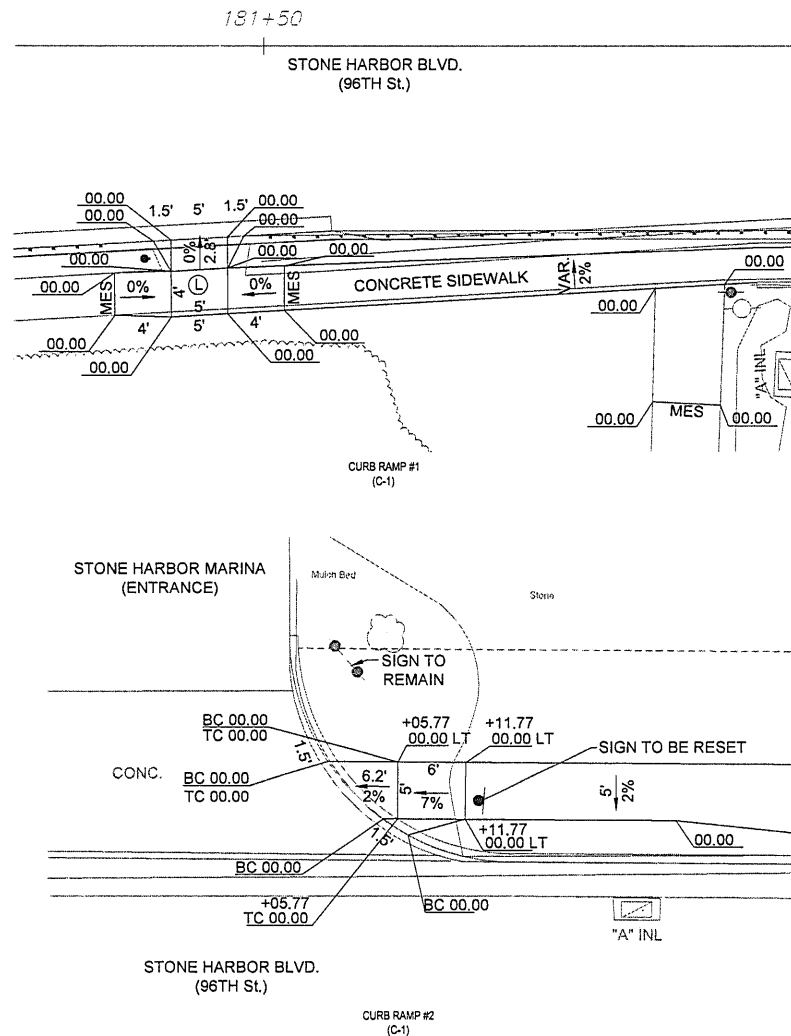 181+50
STONE HARBOR BLVD.
(96TH St.)
00.00
1.5'
5'
1.5'
00.00
00.00
00.00
0%
2.8'
00.00
00.00
00.00
00.00
MES
0%
4'
L
5'
0%
MES
CONCRETE SIDEWALK
VAR.
2%
00.00
00.00
4'
5'
4'
00.00
00.00
00.00
00.00
"A" INL
00.00
MES
00.00
CURB RAMP #1
(C-1)
STONE HARBOR MARINA
(ENTRANCE)
Mulch Bed
Stone
SIGN TO
REMAIN
BC 00.00
TC 00.00
+05.77
00.00 LT
+11.77
00.00 LT
SIGN TO BE RESET
1.5'
CONC.
BC 00.00
TC 00.00
6.2'
2%
5'
6'
7%
5'
2%
1.5'
+11.77
00.00 LT
00.00
BC 00.00
+05.77
TC 00.00
BC 00.00
"A" INL
STONE HARBOR BLVD.
(96TH St.)
CURB RAMP #2
(C-1)